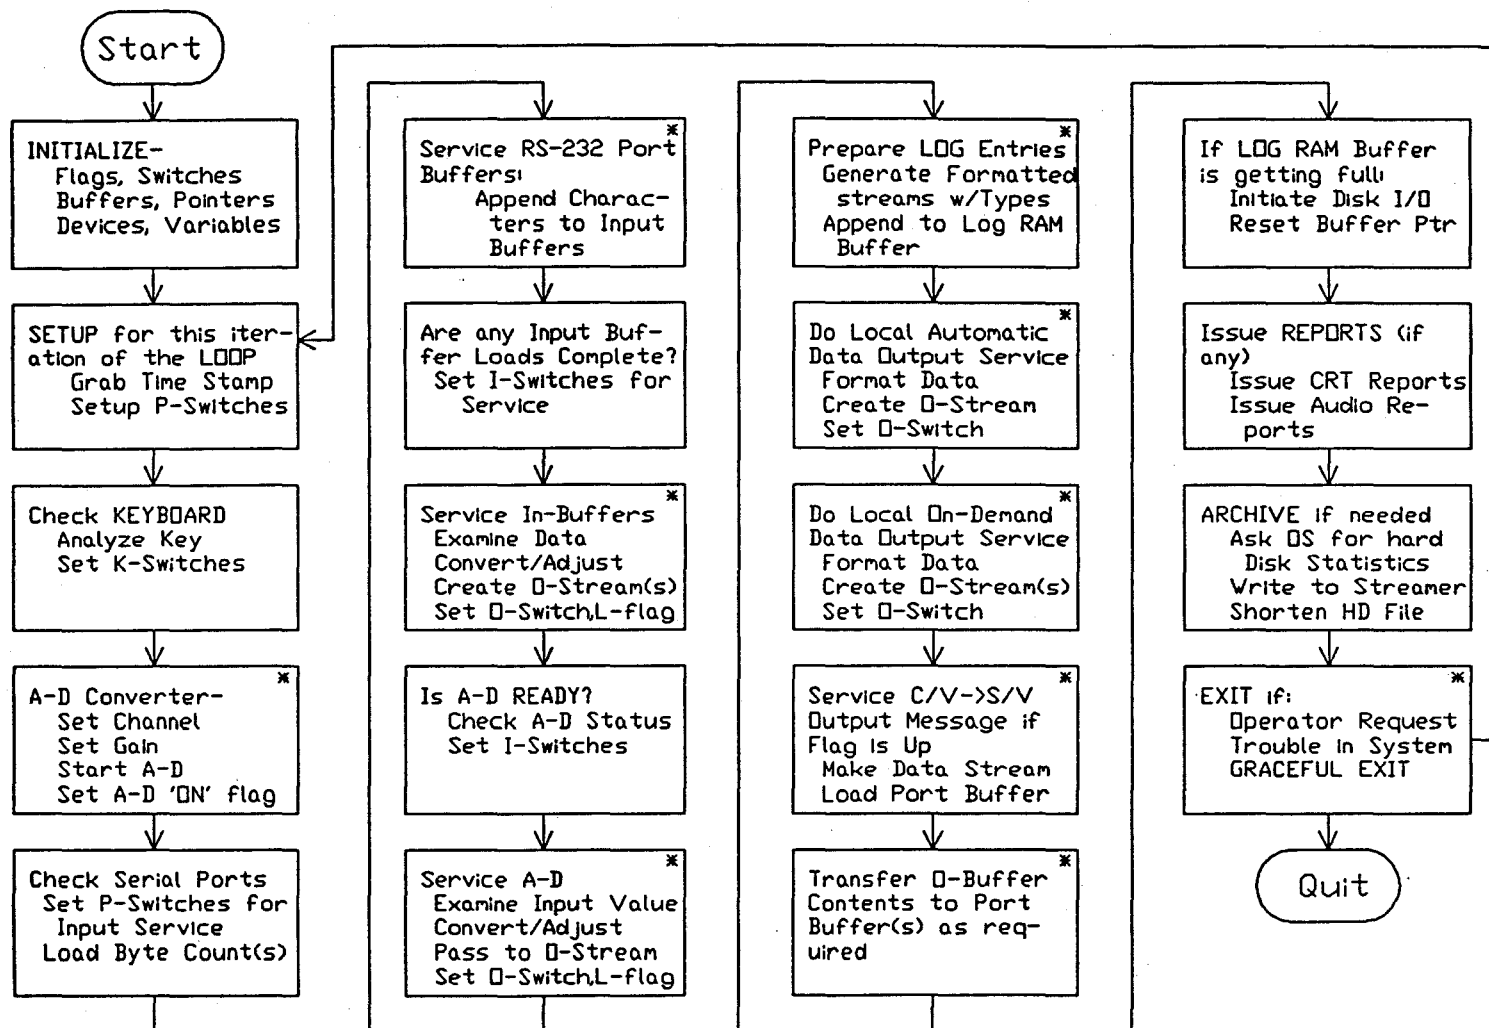 Start
INITIALIZE-
Flags, Switches
Buffers, Pointers
Devices, Variables
SETUP for this iter-
ation of the LOOP
Grab Time Stamp
Setup P-Switches
Check KEYBOARD
Analyze Key
Set K-Switches
*
A-D Converter-
Set Channel
Set Gain
Start A-D
Set A-D 'ON' flag
Check Serial Ports
Set P-Switches for
Input Service
Load Byte Count(s)
*
Service RS-232 Port
Buffers:
Append Charac-
ters to Input
Buffers
Are any Input Buf-
fer Loads Complete?
Set I-Switches for
Service
*
Service In-Buffers
Examine Data
Convert/Adjust
Create O-Stream(s)
Set O-Switch,L-flag
Is A-D READY?
Check A-D Status
Set I-Switches
*
Service A-D
Examine Input Value
Convert/Adjust
Pass to O-Stream
Set O-Switch,L-flag
*
Prepare LOG Entries
Generate Formatted
streams w/Types
Append to Log RAM
Buffer
*
Do Local Automatic
Data Output Service
Format Data
Create O-Stream
Set O-Switch
*
Do Local On-Demand
Data Output Service
Format Data
Create O-Stream(s)
Set O-Switch
*
Service C/V->S/V
Output Message if
Flag is Up
Make Data Stream
Load Port Buffer
*
Transfer O-Buffer
Contents to Port
Buffer(s) as req-
uired
If LOG RAM Buffer
is getting full:
Initiate Disk I/O
Reset Buffer Ptr
Issue REPORTS (if
any)
Issue CRT Reports
Issue Audio Re-
ports
ARCHIVE if needed
Ask OS for hard
Disk Statistics
Write to Streamer
Shorten HD File
*
EXIT if:
Operator Request
Trouble in System
GRACEFUL EXIT
Quit